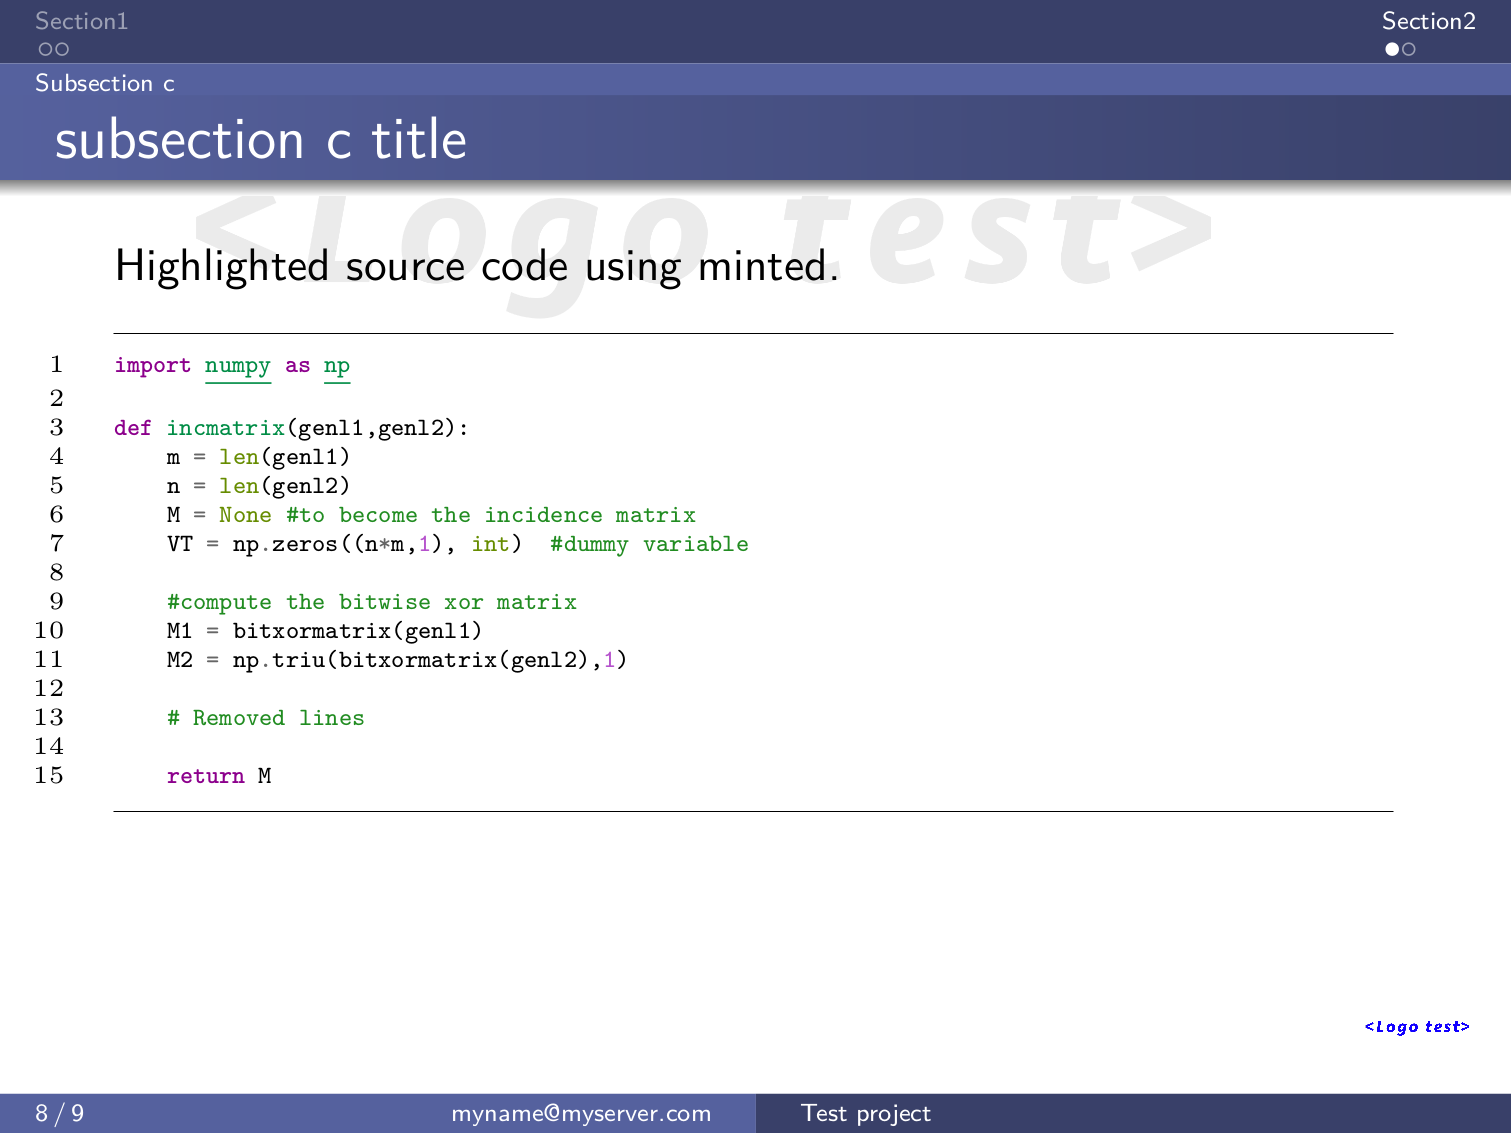 Section1
Section2
Subsection c
subsection c title
<Logo test>
Highlighted source code using minted.
1 import numpy as np
2
3 def incmatrix(genl1,genl2):
4     m = len(genl1)
5     n = len(genl2)
6     M = None #to become the incidence matrix
7     VT = np.zeros((n*m,1), int)  #dummy variable
8
9     #compute the bitwise xor matrix
10     M1 = bitxormatrix(genl1)
11     M2 = np.triu(bitxormatrix(genl2),1)
12
13     # Removed lines
14
15     return M
<Logo test>
8 / 9 myname@myserver.com Test project